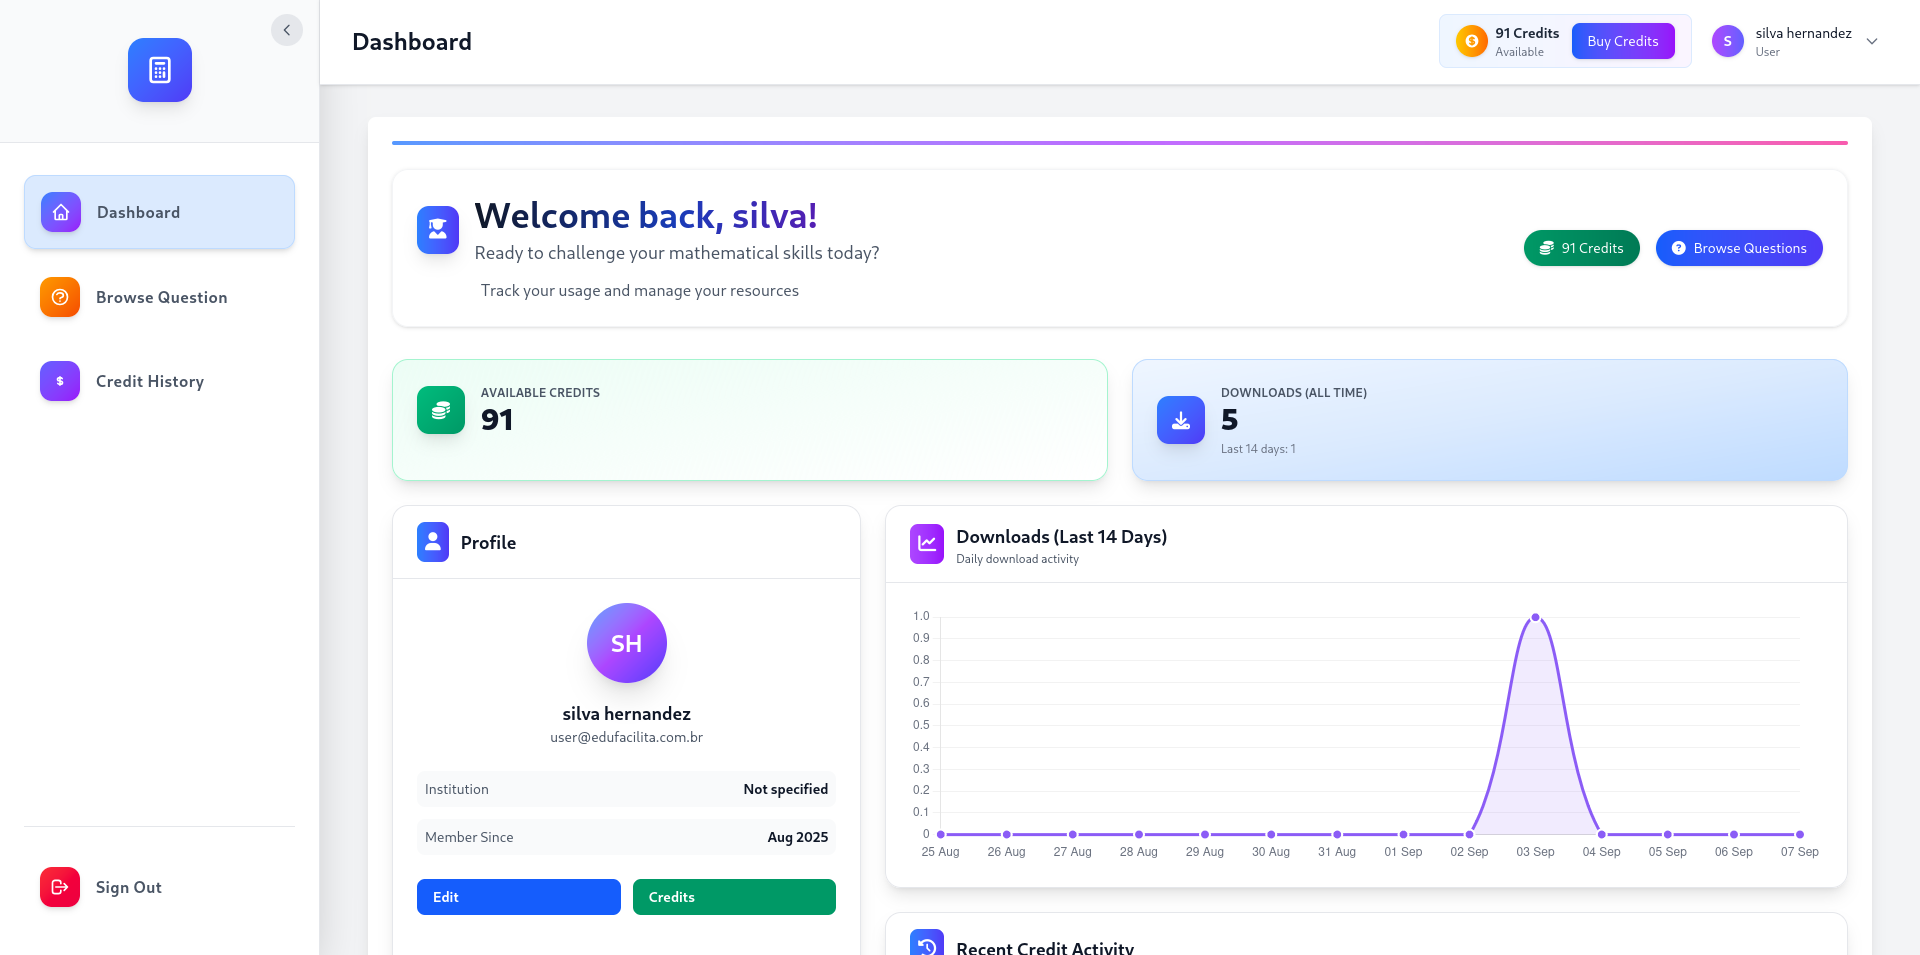 Dashboard
91 Credits
Available
Buy Credits
S
silva hernandez
User
Dashboard
Browse Question
Credit History
Sign Out
Welcome back, silva!
Ready to challenge your mathematical skills today?
Track your usage and manage your resources
91 Credits
Browse Questions
AVAILABLE CREDITS
91
DOWNLOADS (ALL TIME)
5
Last 14 days: 1
Profile
SH
silva hernandez
user@edufacilita.com.br
Institution Not specified
Member Since Aug 2025
Edit
Credits
Downloads (Last 14 Days)
Daily download activity
1.0
0.9
0.8
0.7
0.6
0.5
0.4
0.3
0.2
0.1
0
25 Aug 26 Aug 27 Aug 28 Aug 29 Aug 30 Aug 31 Aug 01 Sep 02 Sep 03 Sep 04 Sep 05 Sep 06 Sep 07 Sep
Recent Credit Activity